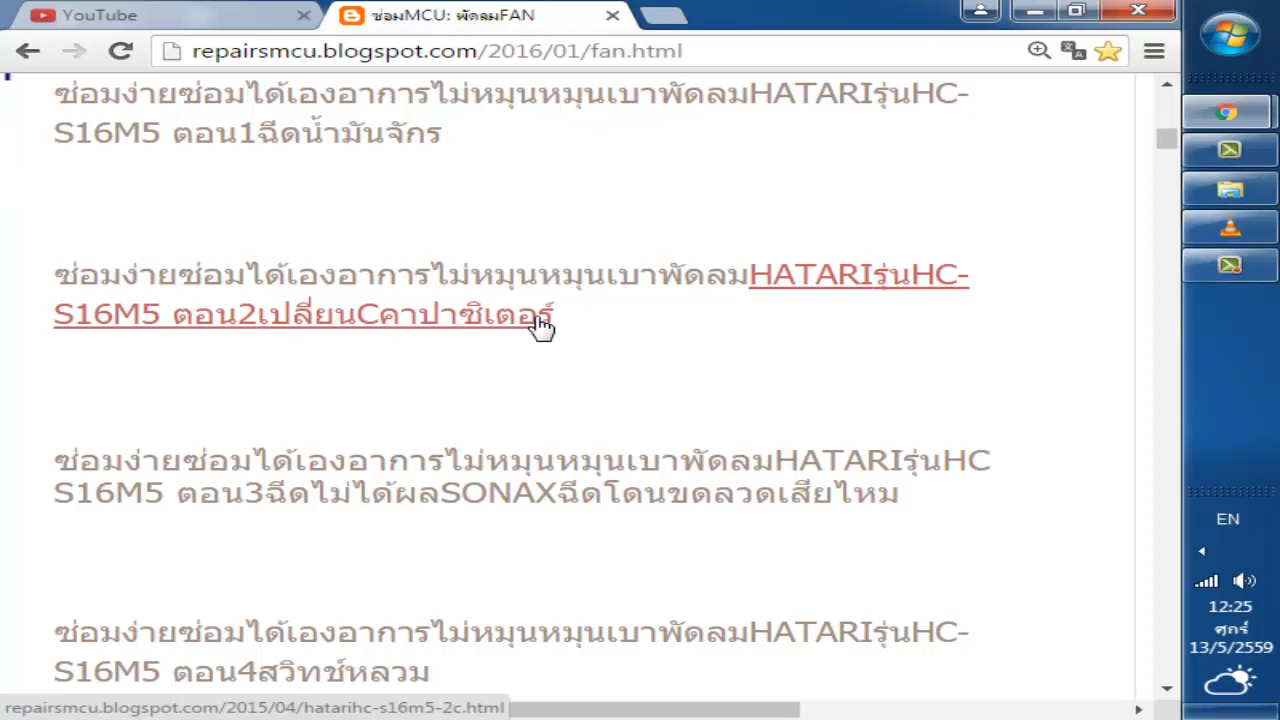 YouTube
ซ่อมMCU: พัดลมFAN
repairsmcu.blogspot.com/2016/01/fan.html
ซ่อมง่ายซ่อมได้เองอาการไม่หมุนหมุนเบาพัดลมHATARIรุ่นHC-
S16M5 ตอน1ฉีดน้ำมันจักร
ซ่อมง่ายซ่อมได้เองอาการไม่หมุนหมุนเบาพัดลมHATARIรุ่นHC-
S16M5 ตอน2เปลี่ยนCคาปาซิเตอร์
ซ่อมง่ายซ่อมได้เองอาการไม่หมุนหมุนเบาพัดลมHATARIรุ่นHC
S16M5 ตอน3ฉีดไม่ได้ผลSONAXฉีดโดนขดลวดเสียไหม
ซ่อมง่ายซ่อมได้เองอาการไม่หมุนหมุนเบาพัดลมHATARIรุ่นHC-
S16M5 ตอน4สวิทช์หลวม
repairsmcu.blogspot.com/2015/04/hatarihc-s16m5-2c.html
EN
12:25
ศุกร์
13/5/2559